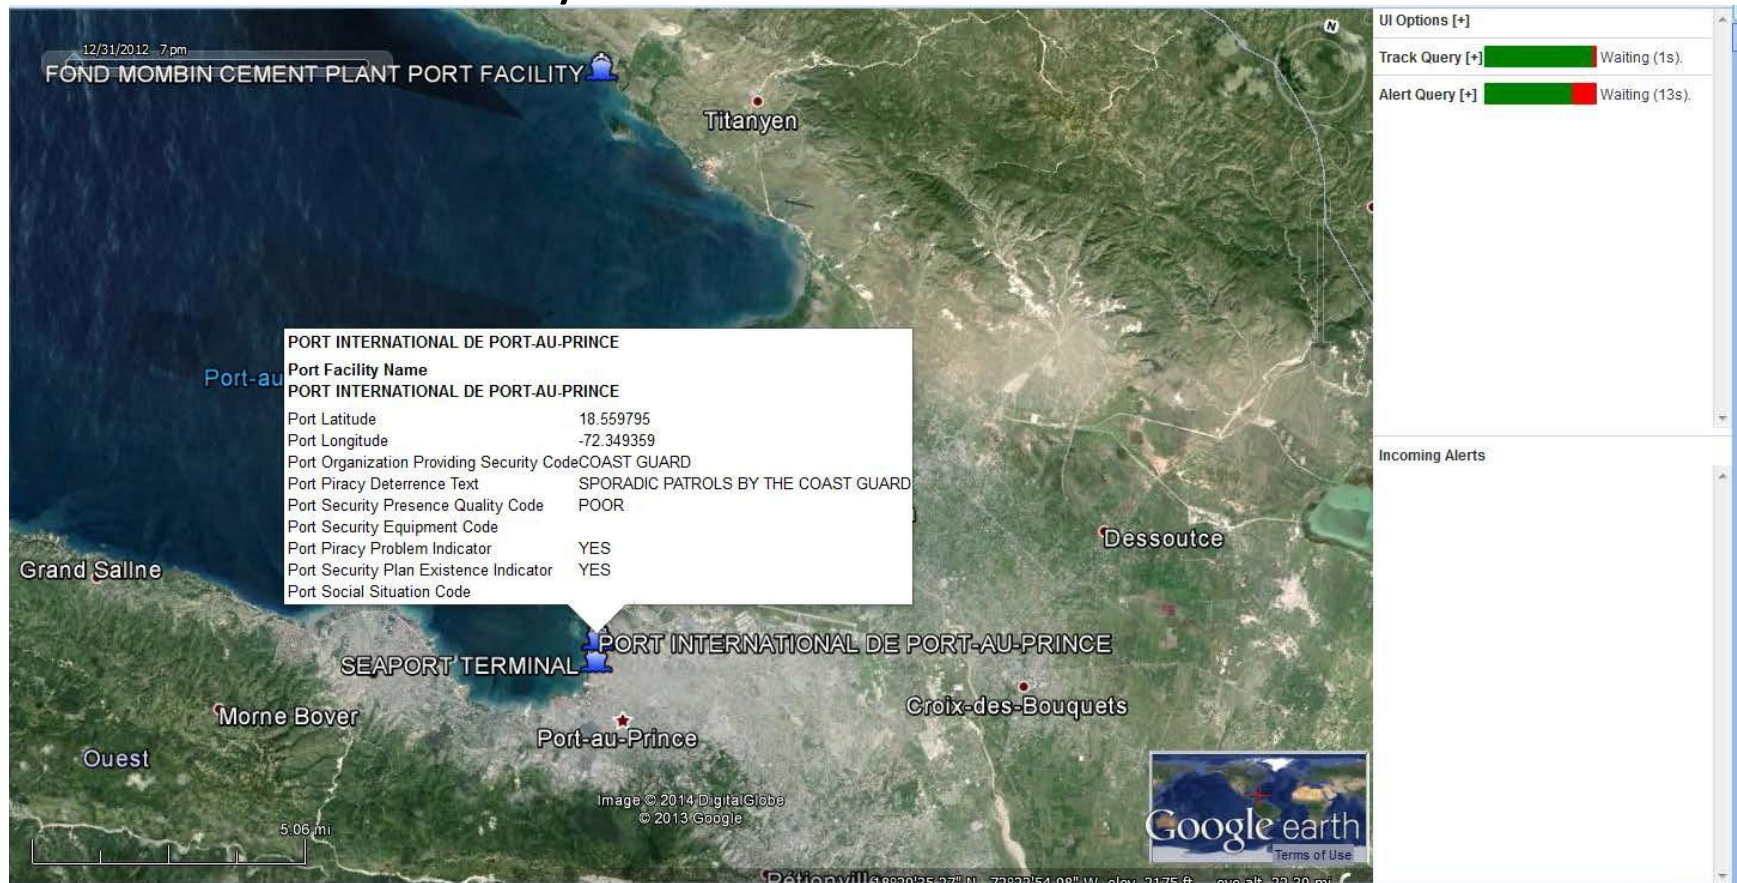 UI Options [+]
12/31/2012 7 pm
N
Track Query [+] Waiting (1s).
FOND MOMBIN CEMENT PLANT PORT FACILITY
Alert Query [+] Waiting (13s).
Titanyen
PORT INTERNATIONAL DE PORT-AU-PRINCE
Port-au
Port Facility Name
PORT INTERNATIONAL DE PORT-AU-PRINCE
Port Latitude 18.559795
Port Longitude -72.349359
Port Organization Providing Security Code COAST GUARD
Port Piracy Deterrence Text SPORADIC PATROLS BY THE COAST GUARD
Port Security Presence Quality Code POOR
Port Security Equipment Code
Port Piracy Problem Indicator YES
Port Security Plan Existence Indicator YES
Port Social Situation Code
Incoming Alerts
Dessoutce
Grand Saline
PORT INTERNATIONAL DE PORT-AU-PRINCE
SEAPORT TERMINAL
Croix-des-Bouquets
Morne Bover
Port-au-Prince
Ouest
Image © 2014 DigitalGlobe
© 2013 Google
5.06 mi
Google earth
Terms of Use
Pétionville